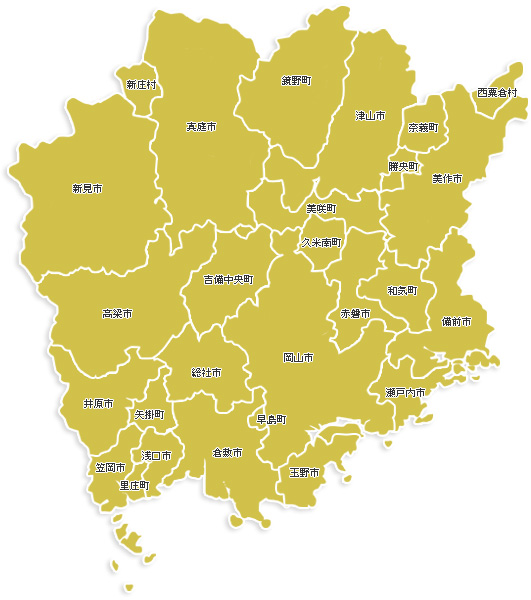 西粟倉村
鏡野町
新庄村
津山市
真庭市
奈義町
勝央町
美作市
新見市
美咲町
久米南町
吉備中央町
和気町
高梁市
赤磐市
備前市
岡山市
総社市
瀬戸内市
井原市
矢掛町
早島町
浅口市
倉敷市
笠岡市
玉野市
里庄町